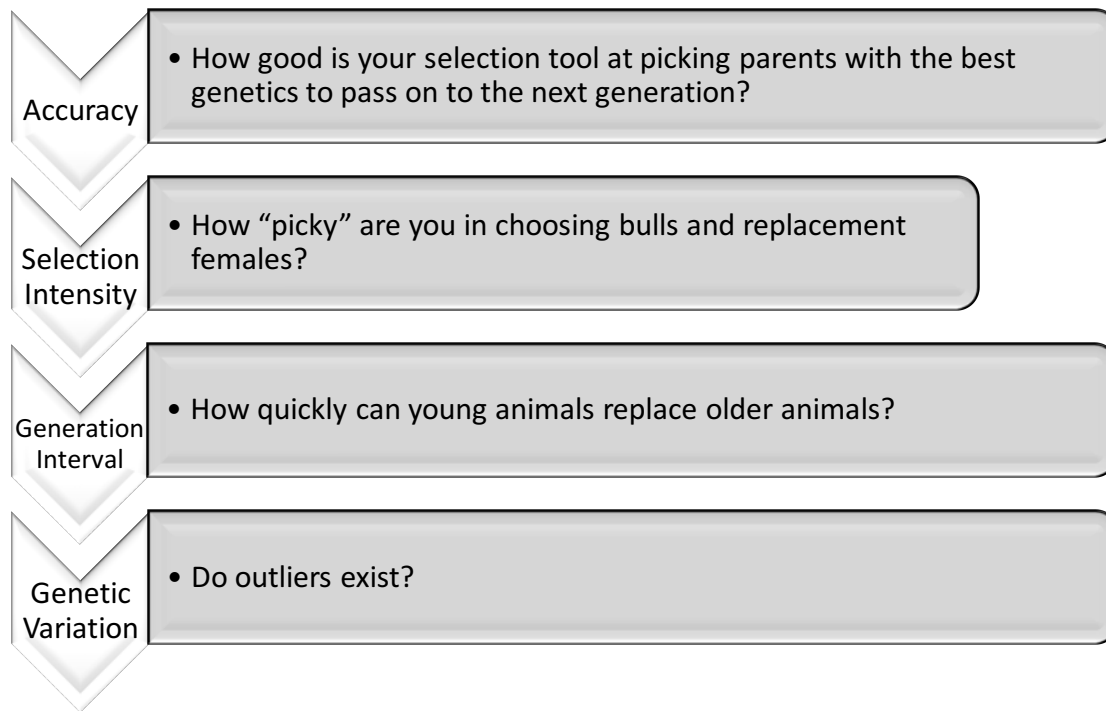 Accuracy
• How good is your selection tool at picking parents with the best
genetics to pass on to the next generation?
Selection
Intensity
• How “picky” are you in choosing bulls and replacement
females?
Generation
Interval
• How quickly can young animals replace older animals?
Genetic
Variation
• Do outliers exist?